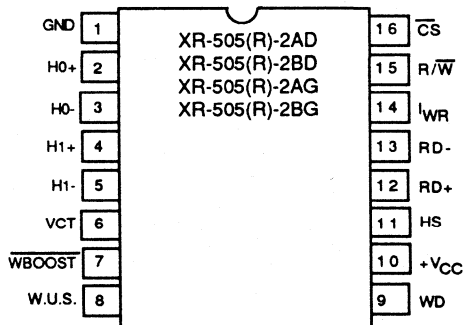 GND 1 XR-505(R)-2AD 16 C̅S̅
H0+ 2 XR-505(R)-2BD 15 R/W̅
H0- 3 XR-505(R)-2AG 14 IWR
XR-505(R)-2BG
H1+ 4 13 RD-
H1- 5 12 RD+
VCT 6 11 HS
W̅B̅O̅O̅S̅T̅ 7 10 +VCC
W.U.S. 8 9 WD